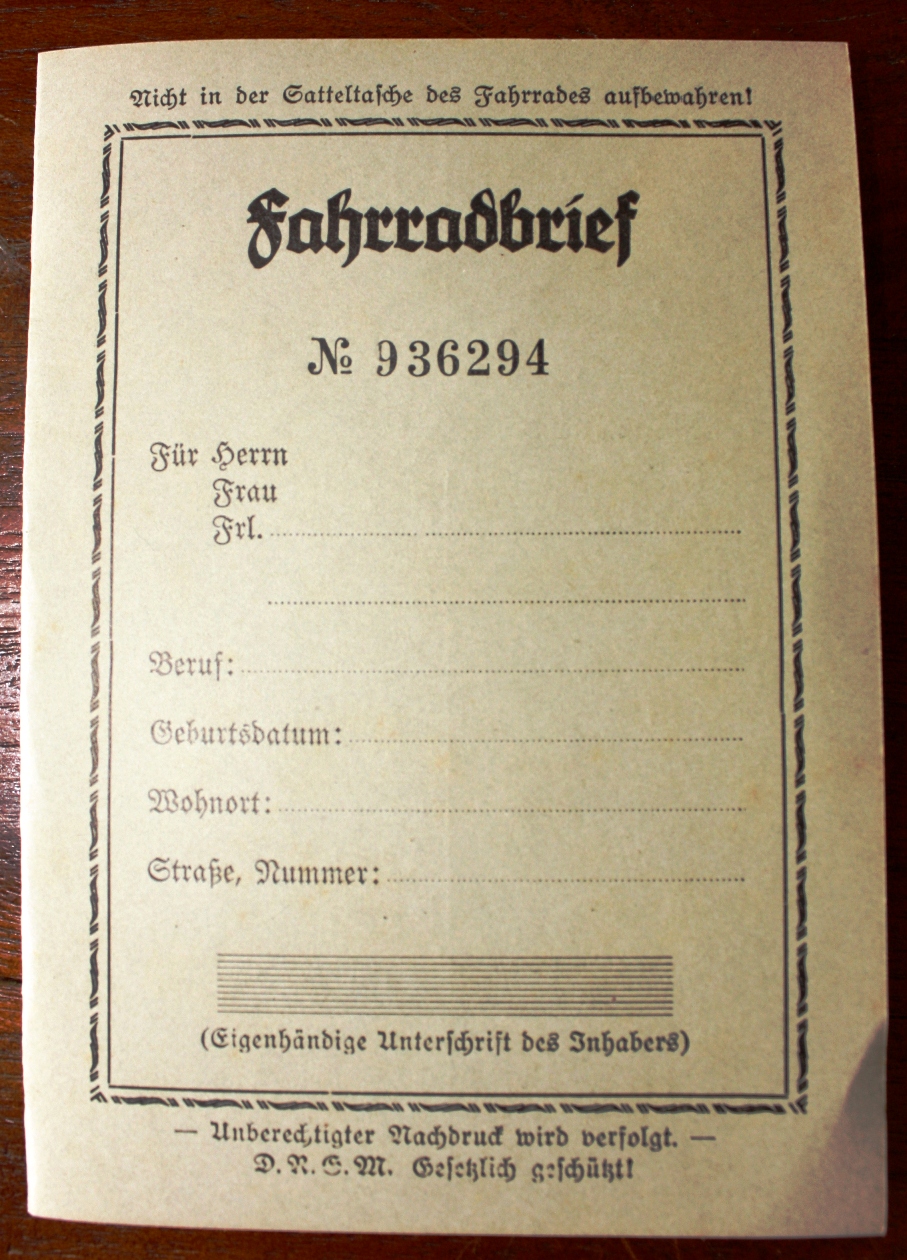 Nicht in der Satteltasche des Fahrrades aufbewahren!
Fahrradbrief
№ 936294
Für Herrn
Frau
Frl.
Beruf:
Geburtsdatum:
Wohnort:
Straße, Nummer:
(Eigenhändige Unterschrift des Inhabers)
— Unberechtigter Nachdruck wird verfolgt. —
D. R. G. M. Gesetzlich geschützt!